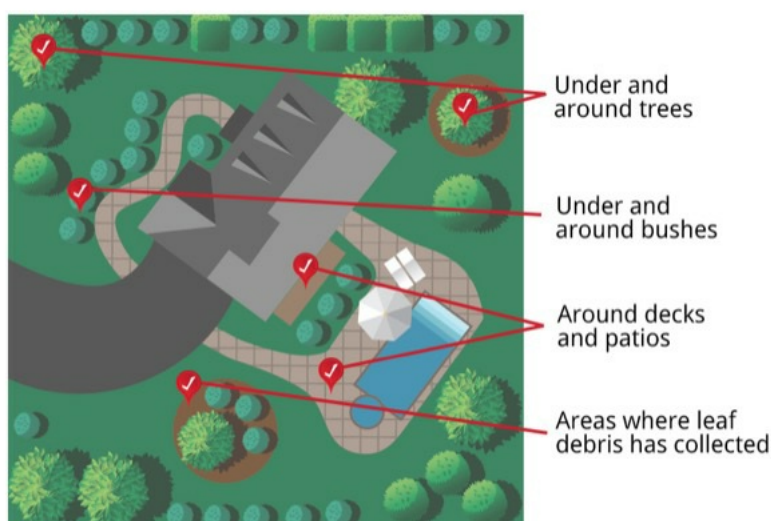 Under and
around trees
Under and
around bushes
Around decks
and patios
Areas where leaf
debris has collected